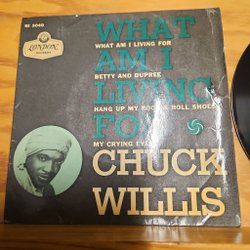 RE 3040
LONDON
WHAT
WHAT AM I LIVING FOR
AM I
BETTY AND DUPREE
LIVING
HANG UP MY ROCK & ROLL SHOES
FOR
MY CRYING EYES
CHUCK
WILLIS